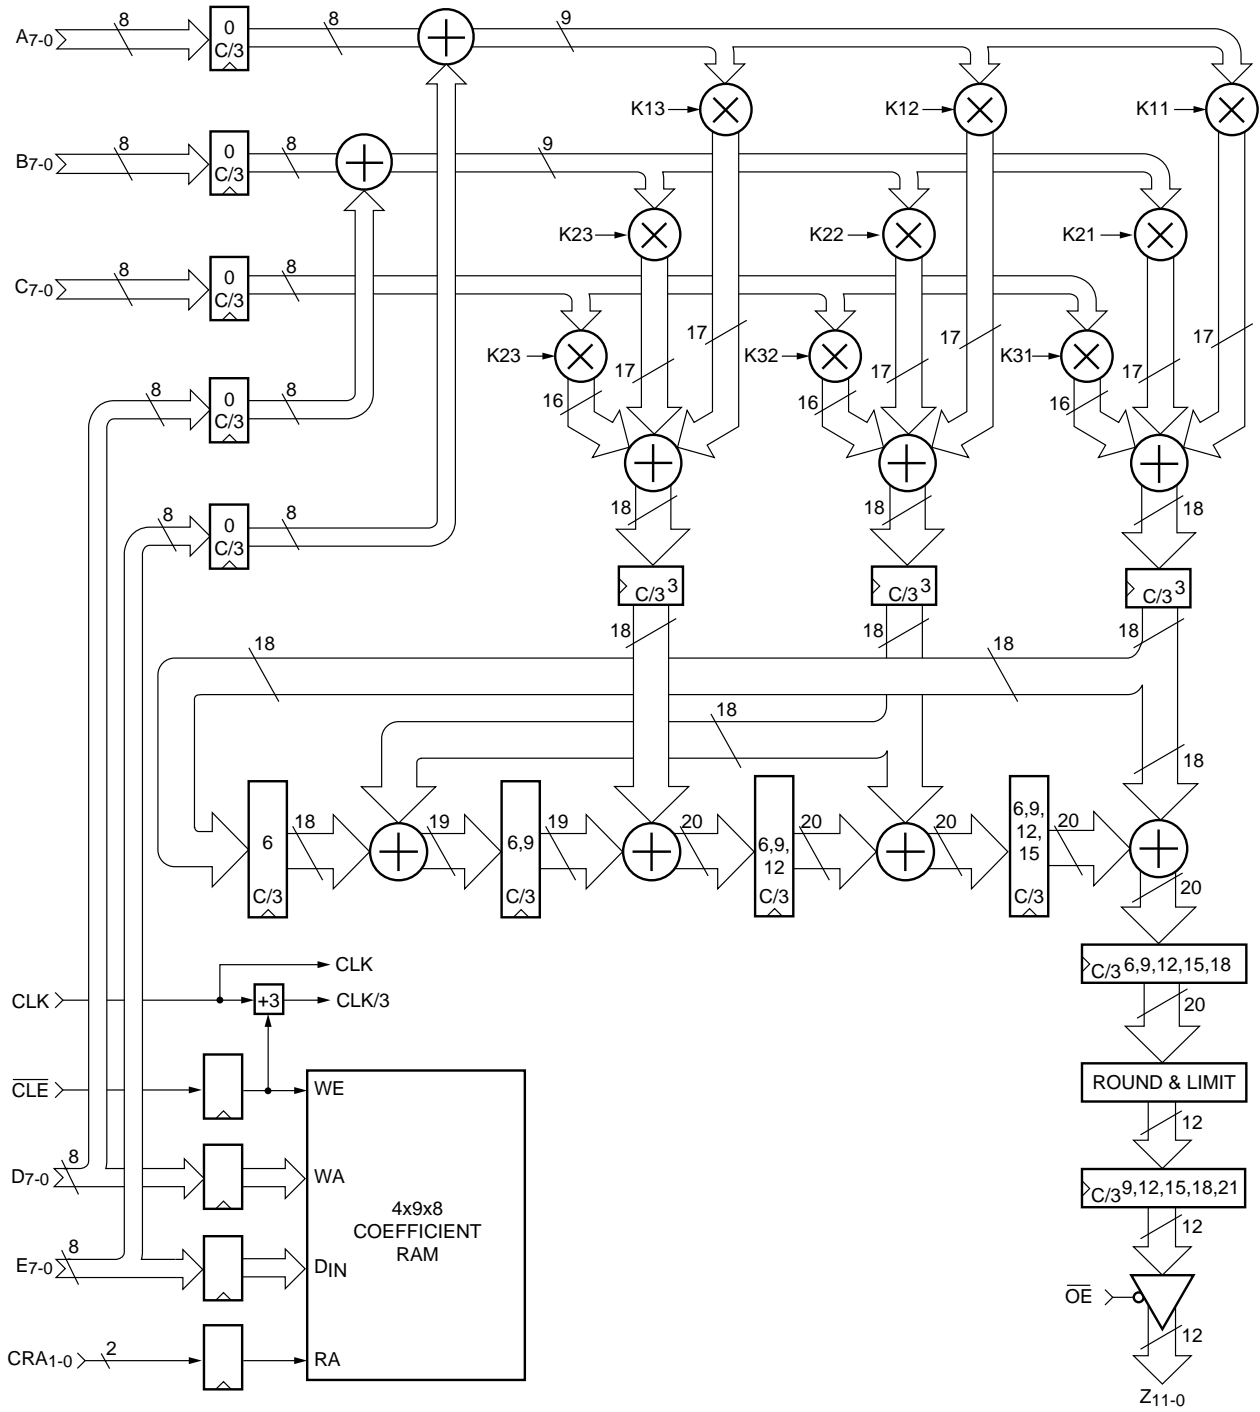 A7-0
8
0
C/3
8
9
K13
K12
K11
B7-0
8
0
C/3
8
9
K23
K22
K21
C7-0
8
0
C/3
8
K23
K32
K31
17
17
16
17
17
16
17
17
16
8
0
C/3
8
8
0
C/3
8
18
18
18
C/3 3
C/3 3
C/3 3
18
18
18
18
18
18
18
6
C/3
18
19
6,9
C/3
19
20
6,9,
12
C/3
20
20
6,9,
12,
15
C/3
20
20
C/3 6,9,12,15,18
20
ROUND & LIMIT
12
C/3 9,12,15,18,21
12
OE
12
Z11-0
CLK
CLK
+3
CLK/3
CLE
WE
D7-0
8
WA
4x9x8
COEFFICIENT
RAM
E7-0
8
DIN
CRA1-0
2
RA